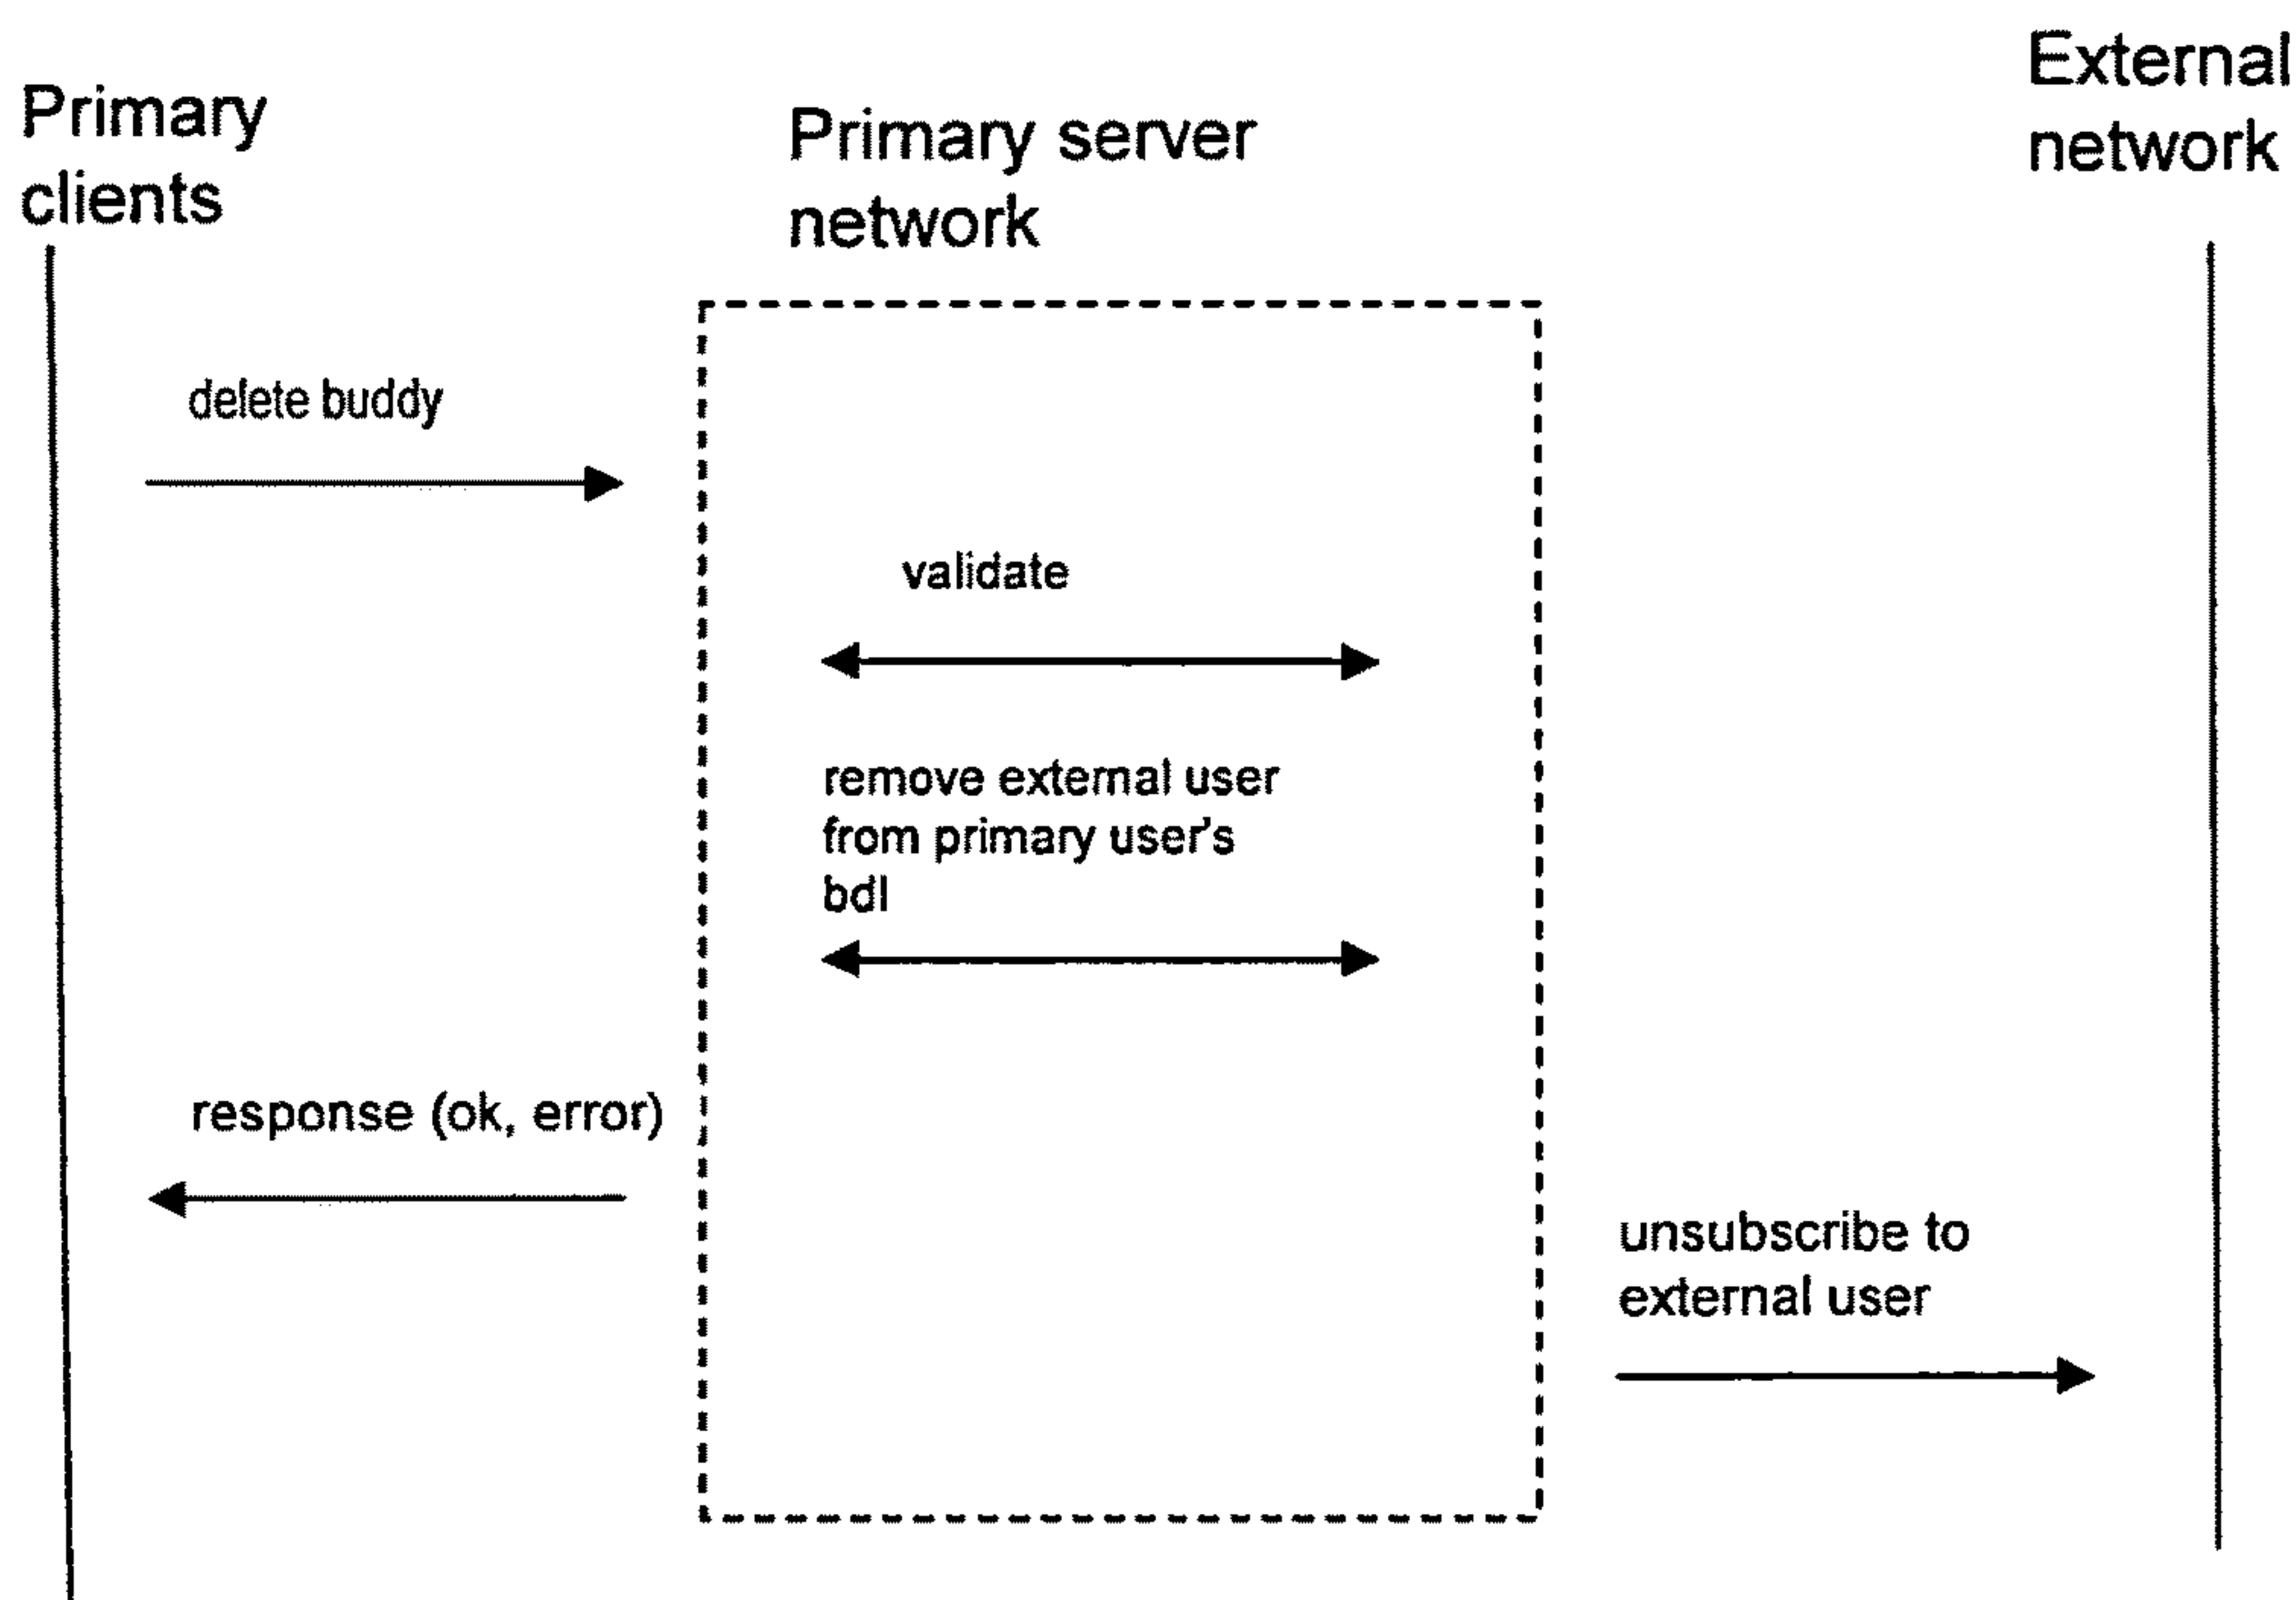 Primary
clients
Primary server
network
External
network
delete buddy
validate
remove external user
from primary user's
bdl
response (ok, error)
unsubscribe to
external user